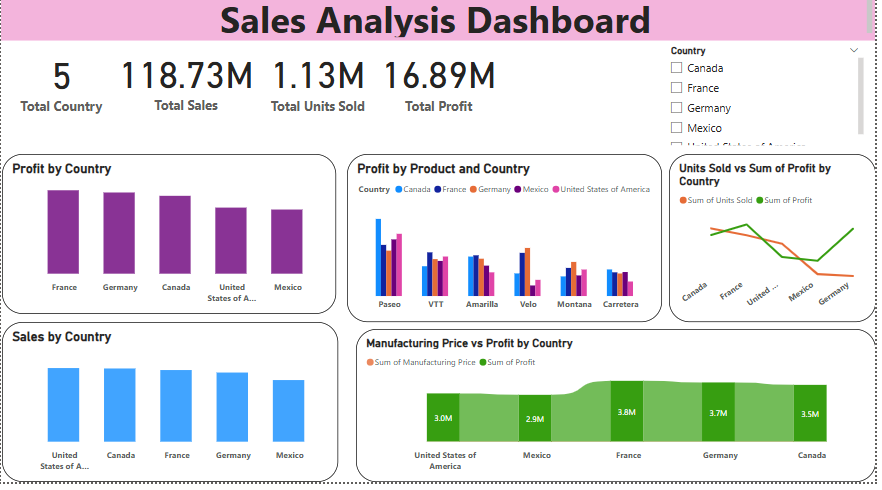 Sales Analysis Dashboard
5
Total Country
118.73M
Total Sales
1.13M
Total Units Sold
16.89M
Total Profit
Country
Canada
France
Germany
Mexico
United States of America
Profit by Country
France
Germany
Canada
United
States of A...
Mexico
Profit by Product and Country
Country Canada France Germany Mexico United States of America
Paseo
VTT
Amarilla
Velo
Montana
Carretera
Units Sold vs Sum of Profit by
Country
Sum of Units Sold Sum of Profit
Canada
France
United ...
Mexico
Germany
Sales by Country
United
States of A...
Canada
France
Germany
Mexico
Manufacturing Price vs Profit by Country
Sum of Manufacturing Price Sum of Profit
3.0M
2.9M
3.8M
3.7M
3.5M
United States of
America
Mexico
France
Germany
Canada